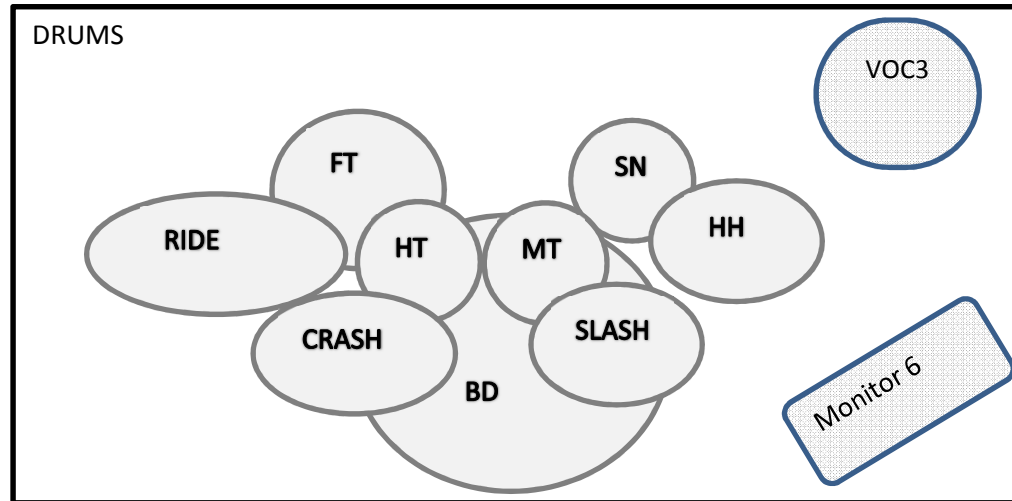 DRUMS
VOC3
FT
SN
RIDE
HT
MT
HH
CRASH
SLASH
BD
Monitor 6